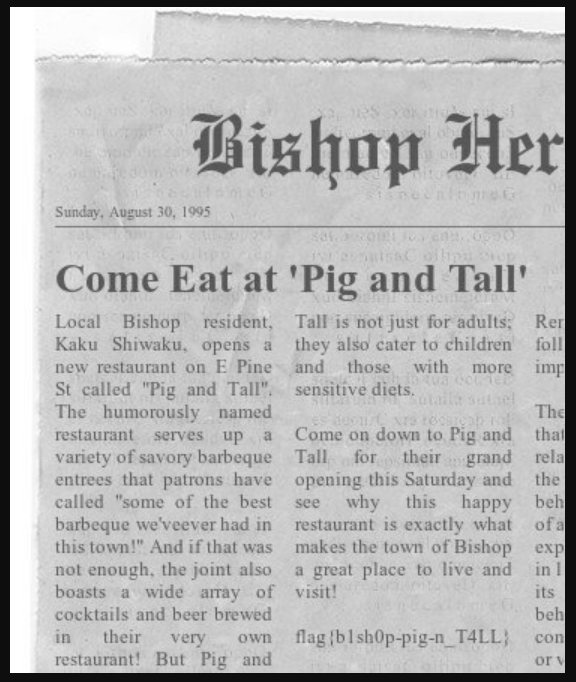 Bishop Her
Sunday, August 30, 1995
Come Eat at 'Pig and Tall'
Local Bishop resident,
Kaku Shiwaku, opens a
new restaurant on E Pine
St called "Pig and Tall".
The humorously named
restaurant serves up a
variety of savory barbeque
entrees that patrons have
called "some of the best
barbeque we'veever had in
this town!" And if that was
not enough, the joint also
boasts a wide array of
cocktails and beer brewed
in their very own
restaurant! But Pig and
Tall is not just for adults;
they also cater to children
and those with more
sensitive diets.
Come on down to Pig and
Tall for their grand
opening this Saturday and
see why this happy
restaurant is exactly what
makes the town of Bishop
a great place to live and
visit!
flag{b1sh0p-pig-n_T4LL}
Rer
foll
imp
The
that
rela
the
beh
of a
exp
in l
its
beh
con
or v